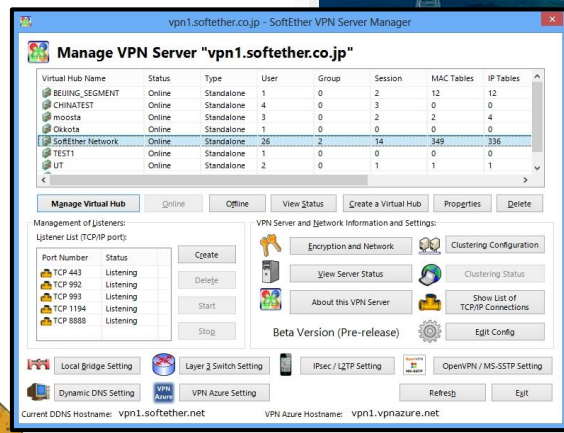 vpn1.softether.co.jp - SoftEther VPN Server Manager
Manage VPN Server "vpn1.softether.co.jp"
Virtual Hub Name Status Type User Group Session MAC Tables IP Tables
BEIJING_SEGMENT Online Standalone 1 0 2 12 12
CHINATEST Online Standalone 4 0 3 0 0
moosta Online Standalone 3 0 2 2 4
Okkota Online Standalone 1 0 0 0 0
SoftEther Network Online Standalone 26 2 14 349 336
TEST1 Online Standalone 1 0 0 0 0
UT Online Standalone 2 0 1 1 1
Manage Virtual Hub Online Offline View Status Create a Virtual Hub Properties Delete
Management of Listeners: VPN Server and Network Information and Settings:
Listener List (TCP/IP port):
Port Number Status
TCP 443 Listening
TCP 992 Listening
TCP 993 Listening
TCP 1194 Listening
TCP 8888 Listening
Create
Delete
Start
Stop
Encryption and Network Clustering Configuration
View Server Status Clustering Status
About this VPN Server Show List of
TCP/IP Connections
Beta Version (Pre-release) Edit Config
Local Bridge Setting Layer 3 Switch Setting IPsec / L2TP Setting OpenVPN / MS-SSTP Setting
OpenVPN
MS-SSTP
Dynamic DNS Setting VPN Azure VPN Azure Setting Refresh Exit
Current DDNS Hostname: vpn1.softether.net VPN Azure Hostname: vpn1.vpnazure.net